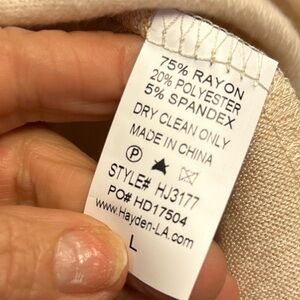 75% RAYON
20% POLYESTER
5% SPANDEX
DRY CLEAN ONLY
MADE IN CHINA
P
STYLE# HJ3177
PO# HD17504
www.Hayden-LA.com
L